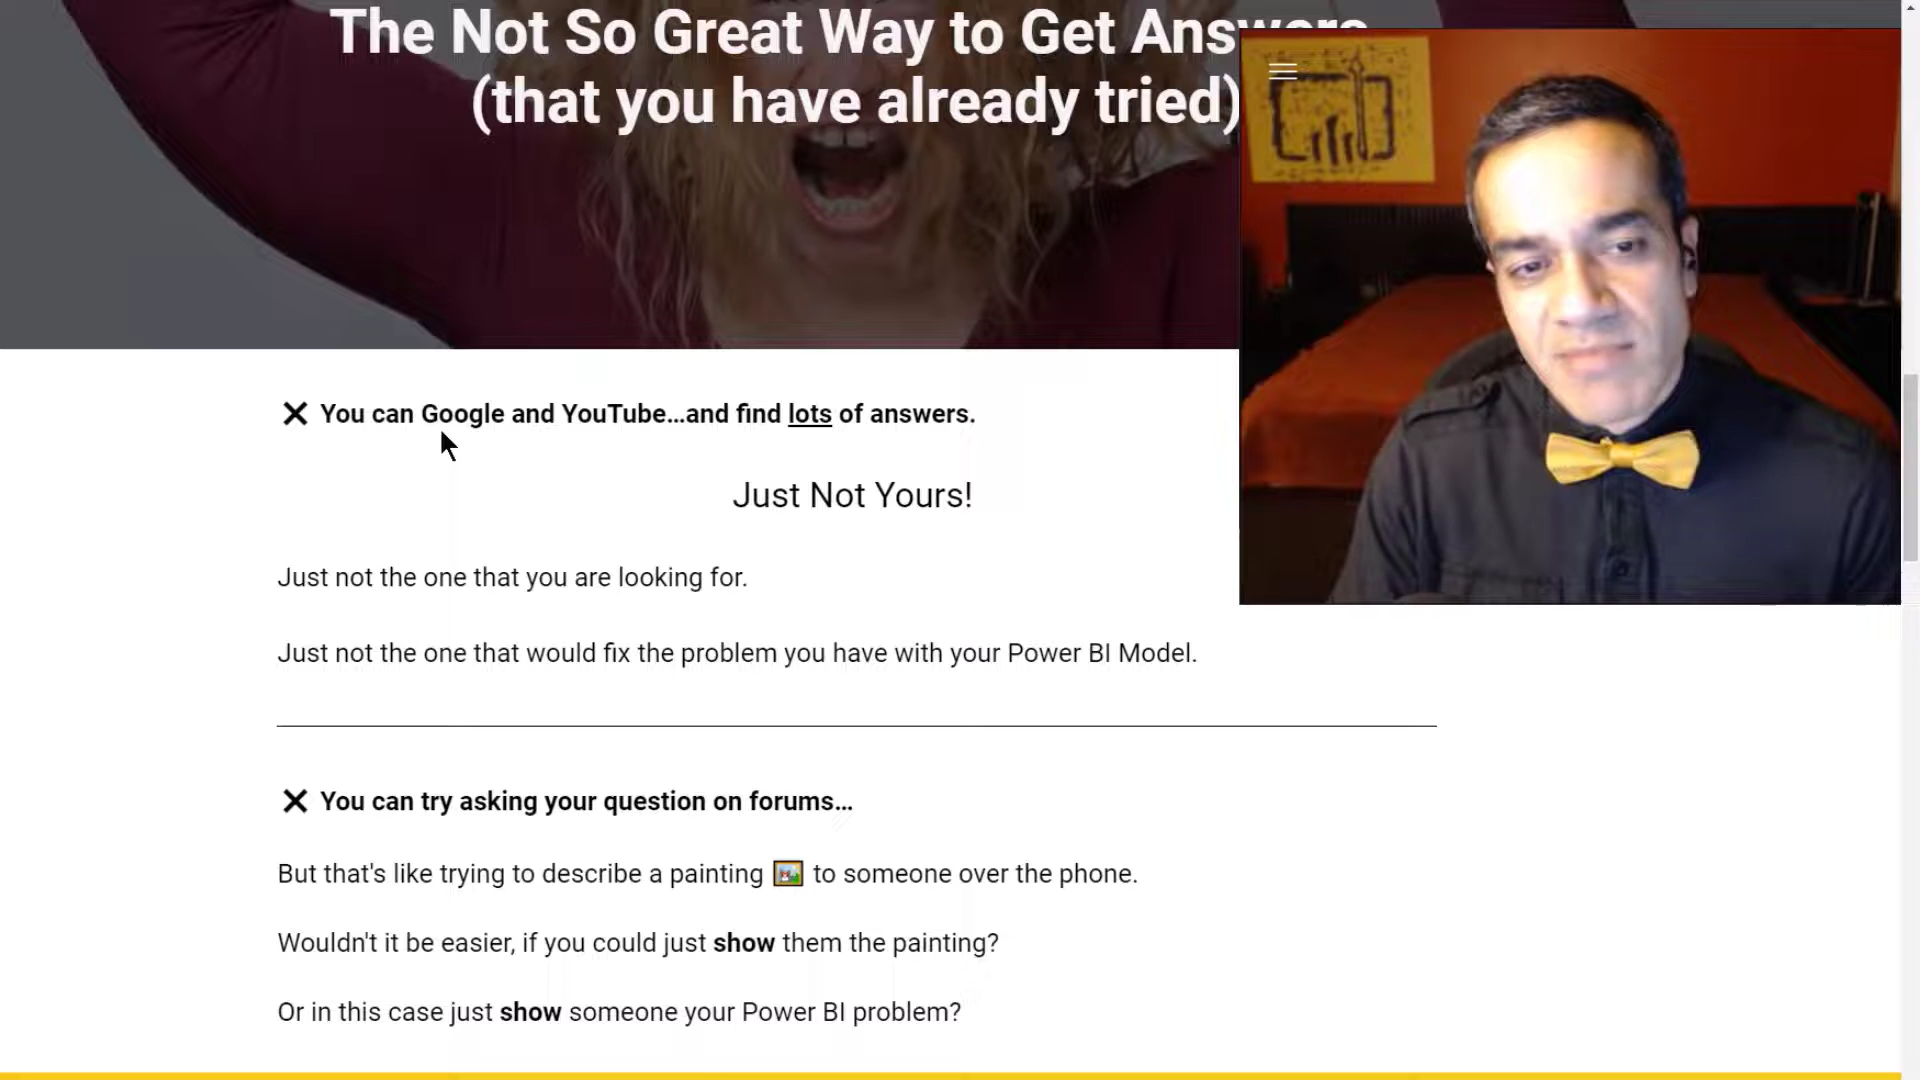 The Not So Great Way to Get Answers
(that you have already tried)
❌ You can Google and YouTube...and find lots of answers.
Just Not Yours!
Just not the one that you are looking for.
Just not the one that would fix the problem you have with your Power BI Model.
❌ You can try asking your question on forums...
But that's like trying to describe a painting 🖼️ to someone over the phone.
Wouldn't it be easier, if you could just show them the painting?
Or in this case just show someone your Power BI problem?